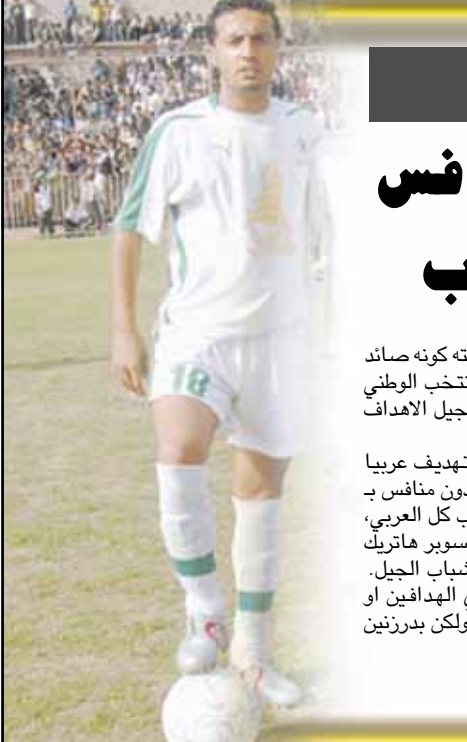 فس
ب
ته كونه صائد
نتخب الوطني
جيل الاهداف
تهديف عربيا
دون منافس بـ
ب كل العربي،
سوبر هاتريك
شباب الجيل.
ي الهدافين او
ولكن بدرزنين
18